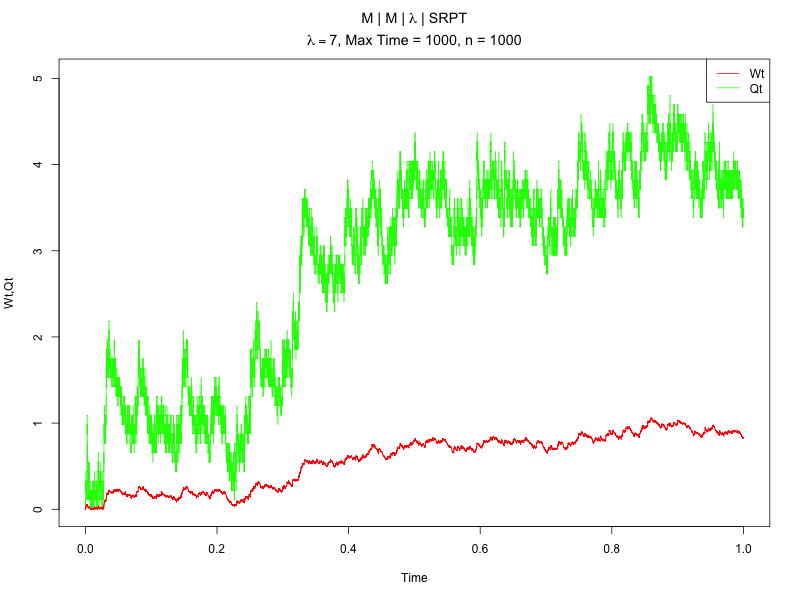 M | M | λ | SRPT
λ = 7, Max Time = 1000, n = 1000
Wt
Qt
5
4
3
2
1
0
Wt,Qt
0.0 0.2 0.4 0.6 0.8 1.0
Time